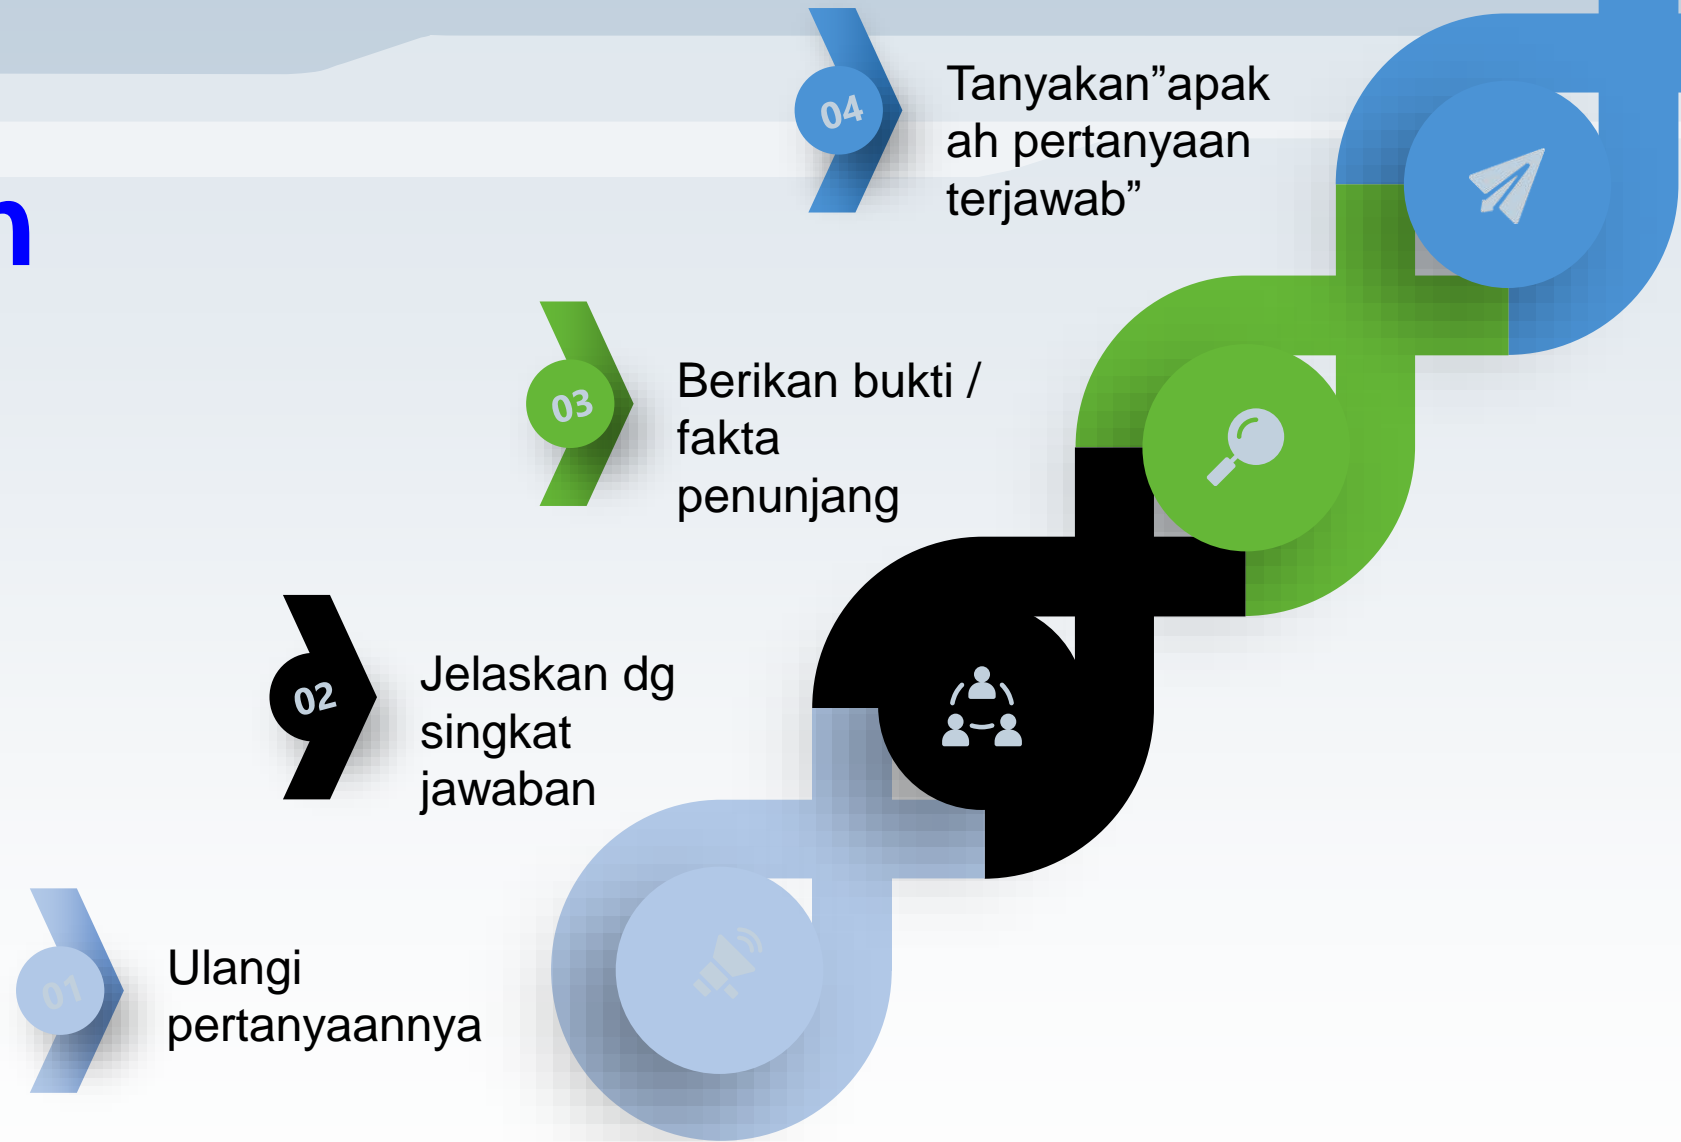 04
Tanyakan”apak
ah pertanyaan
terjawab”
n
03
Berikan bukti /
fakta
penunjang
02
Jelaskan dg
singkat
jawaban
01
Ulangi
pertanyaannya